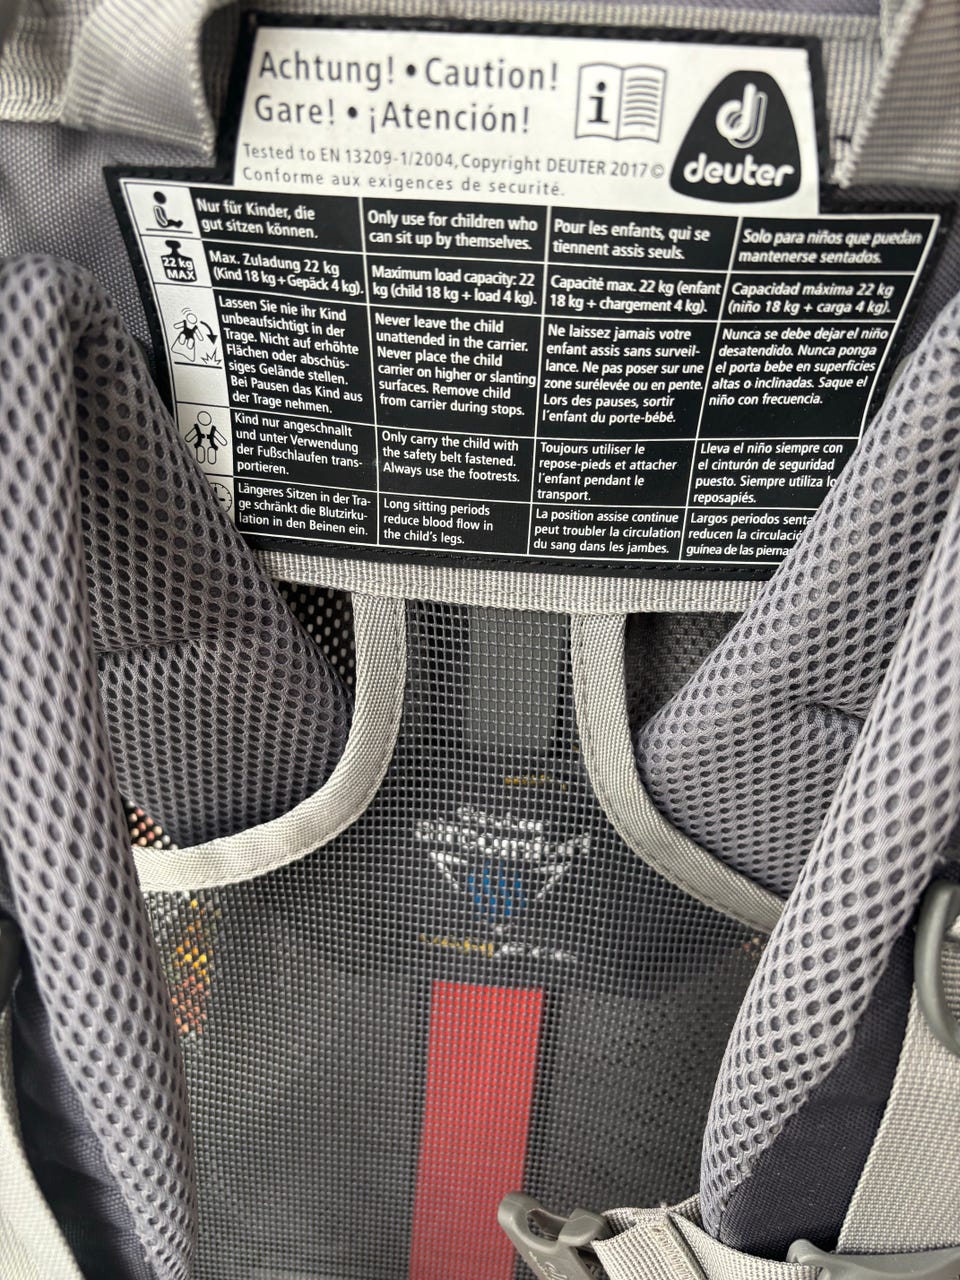 Achtung! • Caution!
Gare! • ¡Atención!
i
deuter
Tested to EN 13209-1/2004, Copyright DEUTER 2017©
Conforme aux exigences de securité.
Nur für Kinder, die
gut sitzen können.
Only use for children who
can sit up by themselves.
Pour les enfants, qui se
tiennent assis seuls.
Solo para niños que puedan
mantenerse sentados.
22 kg
MAX
Max. Zuladung 22 kg
(Kind 18 kg + Gepäck 4 kg).
Maximum load capacity: 22
kg (child 18 kg + load 4 kg).
Capacité max. 22 kg (enfant
18 kg + chargement 4 kg).
Capacidad máxima 22 kg
(niño 18 kg + carga 4 kg).
Lassen Sie nie ihr Kind
unbeaufsichtigt in der
Trage. Nicht auf erhöhte
Flächen oder abschüs-
siges Gelände stellen.
Bei Pausen das Kind aus
der Trage nehmen.
Never leave the child
unattended in the carrier.
Never place the child
carrier on higher or slanting
surfaces. Remove child
from carrier during stops.
Ne laissez jamais votre
enfant assis sans surveil-
lance. Ne pas poser sur une
zone surélevée ou en pente.
Lors des pauses, sortir
l'enfant du porte-bébé.
Nunca se debe dejar el niño
desatendido. Nunca ponga
el porta bebe en superficies
altas o inclinadas. Saque el
niño con frecuencia.
Kind nur angeschnallt
und unter Verwendung
der Fußschlaufen trans-
portieren.
Only carry the child with
the safety belt fastened.
Always use the footrests.
Toujours utiliser le
repose-pieds et attacher
l'enfant pendant le
transport.
Lleva el niño siempre con
el cinturón de seguridad
puesto. Siempre utiliza
reposapiés.
Längeres Sitzen in der Tra-
ge schränkt die Blutzirku-
lation in den Beinen ein.
Long sitting periods
reduce blood flow in
the child's legs.
La position assise continue
peut troubler la circulation
du sang dans les jambes.
Largos periodos
reducen la
guínea de las